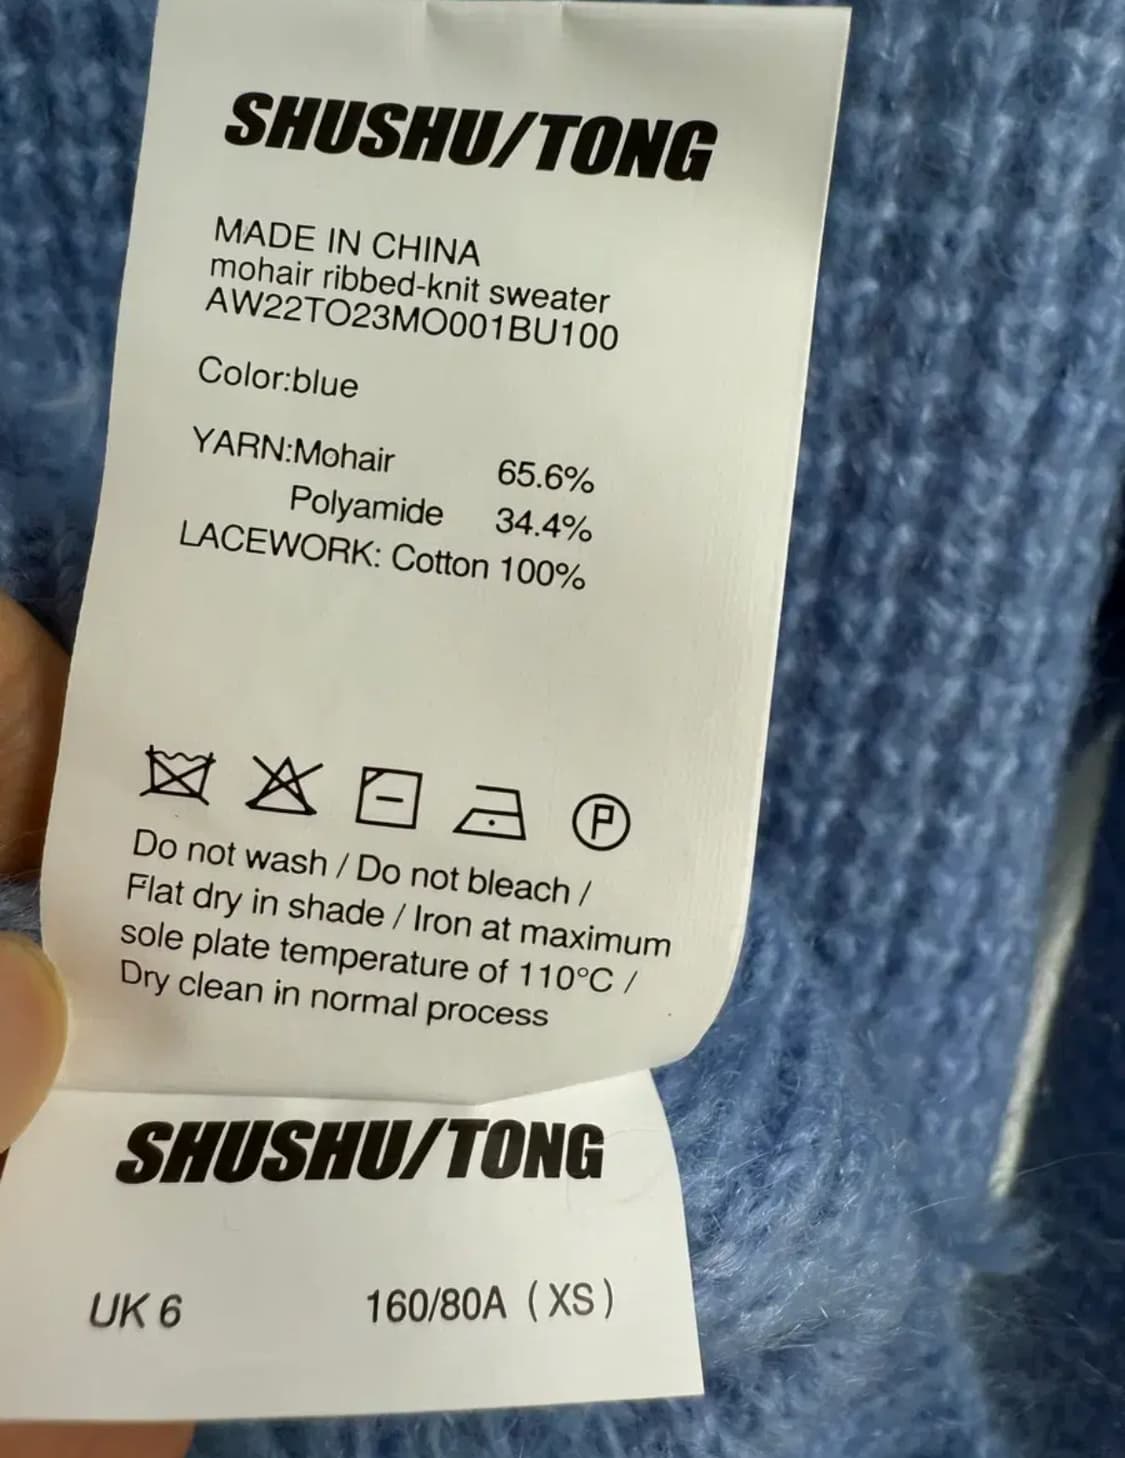 SHUSHU/TONG
MADE IN CHINA
mohair ribbed-knit sweater
AW22TO23MO001BU100
Color:blue
YARN:Mohair 65.6%
Polyamide 34.4%
LACEWORK: Cotton 100%
P
Do not wash / Do not bleach /
Flat dry in shade / Iron at maximum
sole plate temperature of 110°C /
Dry clean in normal process
SHUSHU/TONG
UK 6 160/80A (XS)